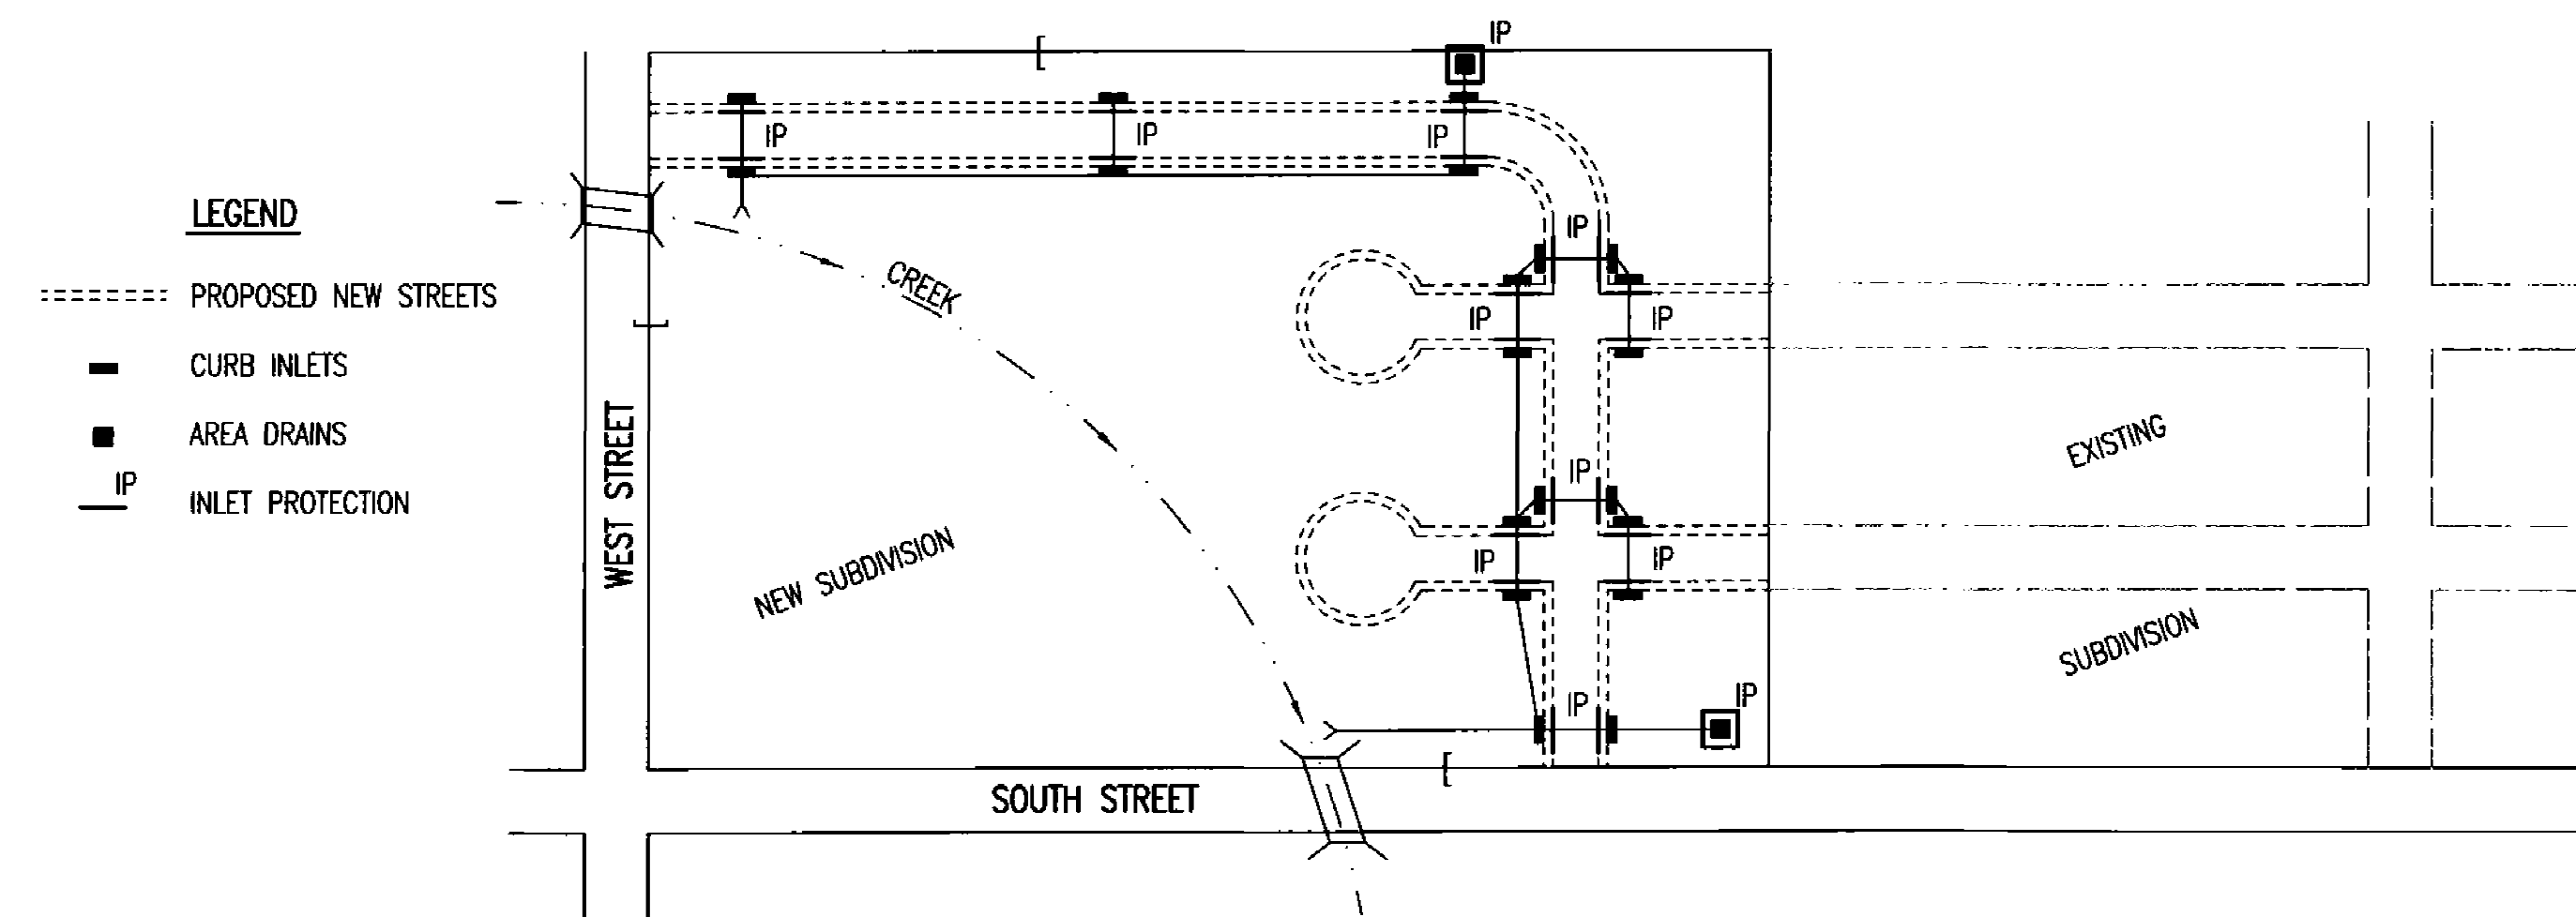 LEGEND
PROPOSED NEW STREETS
CURB INLETS
AREA DRAINS
IP
INLET PROTECTION
IP
IP
IP
IP
IP
IP
IP
IP
IP
IP
IP
IP
IP
CREEK
WEST STREET
NEW SUBDIVISION
SOUTH STREET
EXISTING
SUBDIVISION